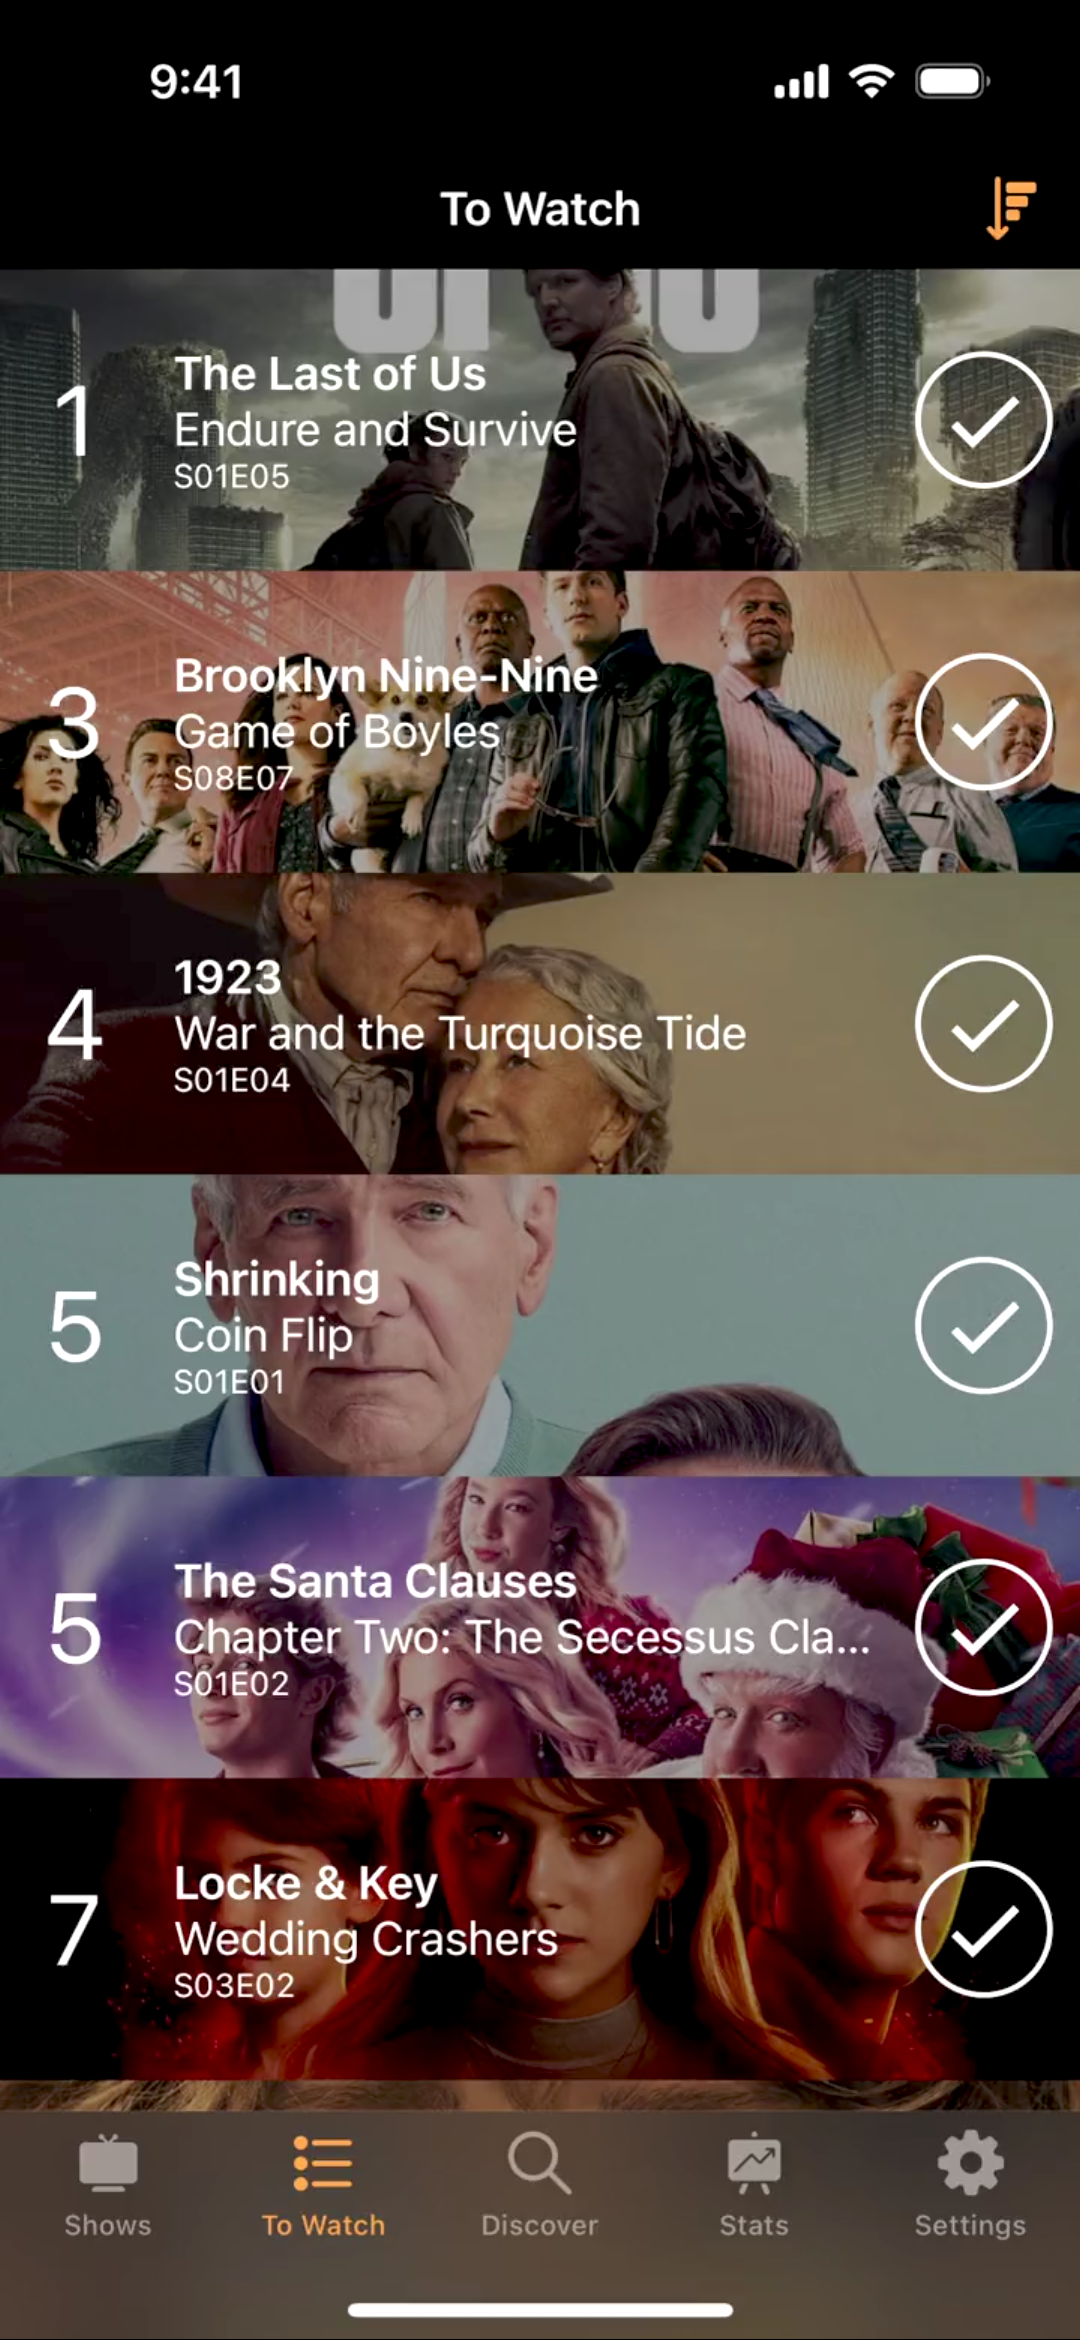 9:41
To Watch
1
The Last of Us
Endure and Survive
S01E05
3
Brooklyn Nine-Nine
Game of Boyles
S08E07
4
1923
War and the Turquoise Tide
S01E04
5
Shrinking
Coin Flip
S01E01
5
The Santa Clauses
Chapter Two: The Secessus Cla...
S01E02
7
Locke & Key
Wedding Crashers
S03E02
Shows
To Watch
Discover
Stats
Settings